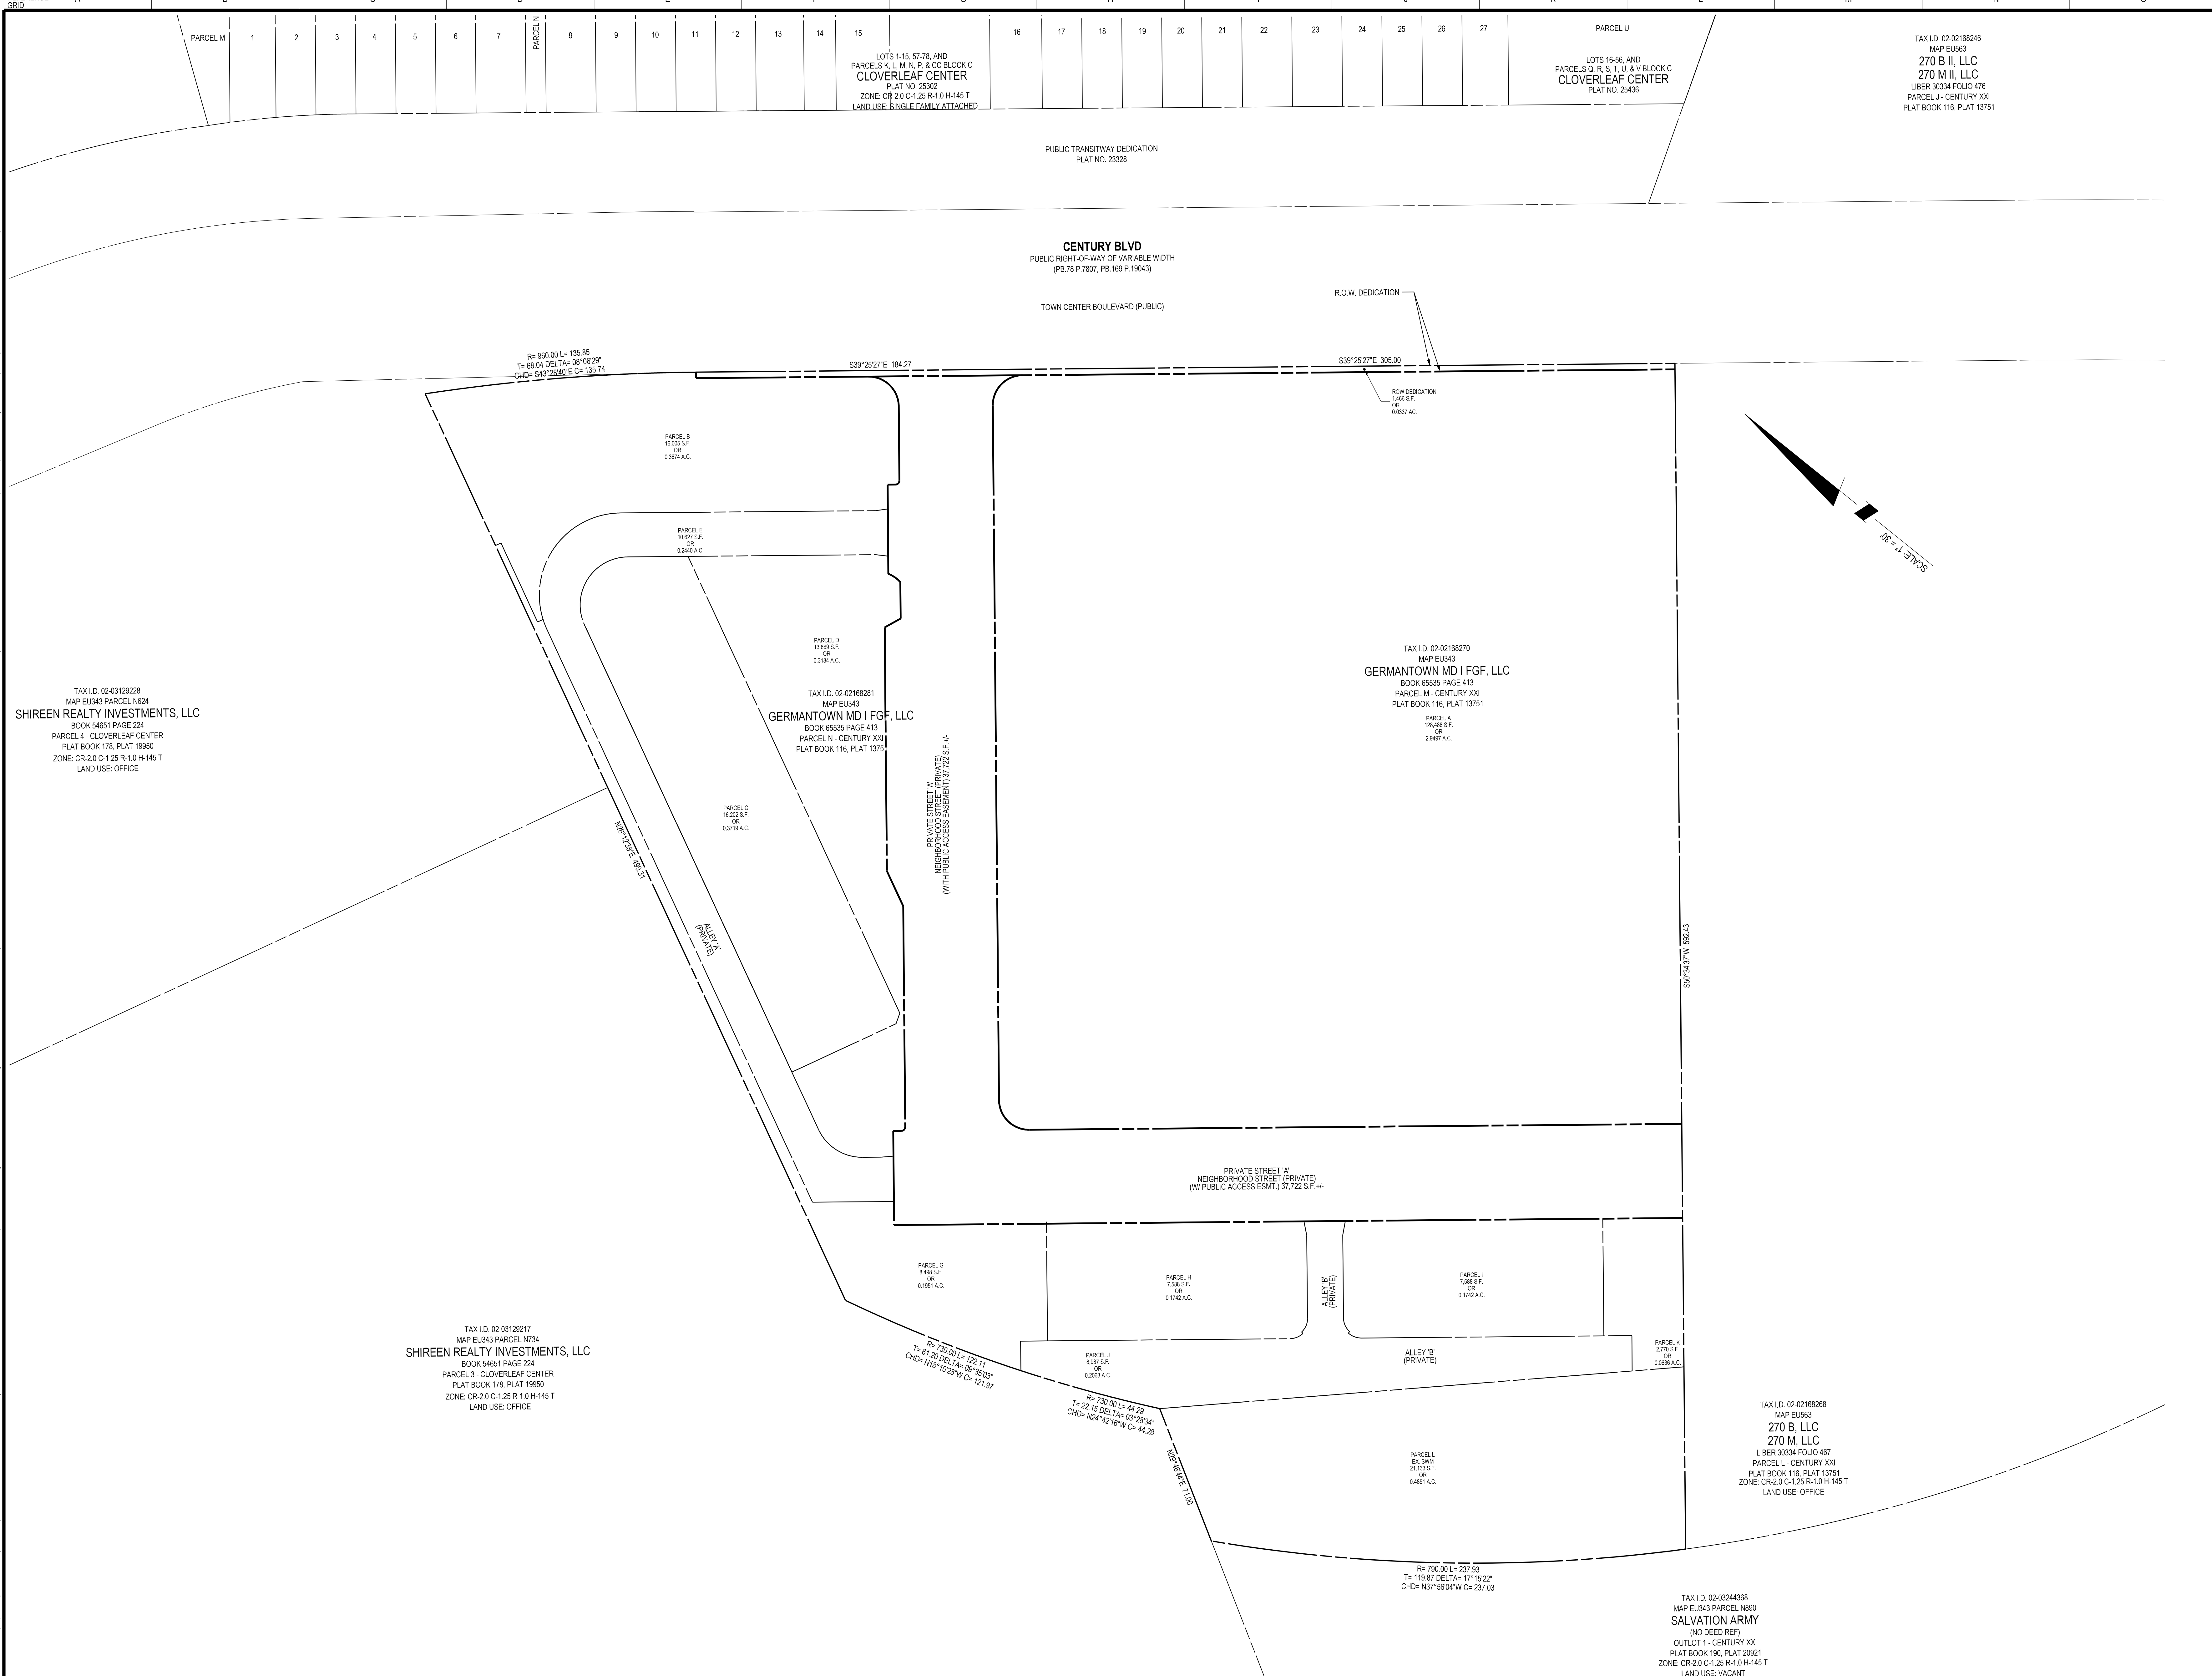 GRID
PARCEL M
1
2
3
4
5
6
7
PARCEL N
8
9
10
11
12
13
14
15
16
17
18
19
20
21
22
23
24
25
26
27
PARCEL U
LOTS 1-15, 57-78, AND
PARCELS K, L, M, N, P, & CC BLOCK C
CLOVERLEAF CENTER
PLAT NO. 25302
ZONE: CR-2.0 C-1.25 R-1.0 H-145 T
LAND USE: SINGLE FAMILY ATTACHED
LOTS 16-56, AND
PARCELS Q, R, S, T, U, & V BLOCK C
CLOVERLEAF CENTER
PLAT NO. 25436
TAX I.D. 02-02168246
MAP EU563
270 B II, LLC
270 M II, LLC
LIBER 30334 FOLIO 476
PARCEL J - CENTURY XXI
PLAT BOOK 116, PLAT 13751
PUBLIC TRANSITWAY DEDICATION
PLAT NO. 23328
CENTURY BLVD
PUBLIC RIGHT-OF-WAY OF VARIABLE WIDTH
(PB.78 P.7807, PB.169 P.19043)
TOWN CENTER BOULEVARD (PUBLIC)
R.O.W. DEDICATION
R= 960.00 L= 135.85
T= 68.04 DELTA= 08°06'29"
CHD= S43°28'40"E C= 135.74
S39°25'27"E 184.27
S39°25'27"E 305.00
ROW DEDICATION
1,466 S.F.
OR
0.0337 AC.
PARCEL B
16,005 S.F.
OR
0.3674 A.C.
PARCEL E
10,627 S.F.
OR
0.2440 A.C.
SCALE: 1" = 30'
PARCEL D
13,869 S.F.
OR
0.3184 A.C.
TAX I.D. 02-02168281
MAP EU343
GERMANTOWN MD I FGF, LLC
BOOK 65535 PAGE 413
PARCEL N - CENTURY XXI
PLAT BOOK 116, PLAT 1375
TAX I.D. 02-02168270
MAP EU343
GERMANTOWN MD I FGF, LLC
BOOK 65535 PAGE 413
PARCEL M - CENTURY XXI
PLAT BOOK 116, PLAT 13751
PARCEL A
128,488 S.F.
OR
2.9497 A.C.
TAX I.D. 02-03129228
MAP EU343 PARCEL N624
SHIREEN REALTY INVESTMENTS, LLC
BOOK 54651 PAGE 224
PARCEL 4 - CLOVERLEAF CENTER
PLAT BOOK 178, PLAT 19950
ZONE: CR-2.0 C-1.25 R-1.0 H-145 T
LAND USE: OFFICE
PRIVATE STREET 'A'
NEIGHBORHOOD STREET (PRIVATE)
(WITH PUBLIC ACCESS EASEMENT) 37,722 S.F.+/-
PARCEL C
16,202 S.F.
OR
0.3719 A.C.
N26°12'38"E 499.31
ALLEY 'A'
(PRIVATE)
S50°34'37"W 592.43
PRIVATE STREET 'A'
NEIGHBORHOOD STREET (PRIVATE)
(W/ PUBLIC ACCESS ESMT.) 37,722 S.F.+/-
PARCEL G
8,498 S.F.
OR
0.1951 A.C.
PARCEL H
7,588 S.F.
OR
0.1742 A.C.
ALLEY 'B'
(PRIVATE)
PARCEL I
7,588 S.F.
OR
0.1742 A.C.
PARCEL J
8,987 S.F.
OR
0.2063 A.C.
ALLEY 'B'
(PRIVATE)
PARCEL K
2,770 S.F.
OR
0.0636 A.C.
R= 730.00 L= 122.11
T= 61.20 DELTA= 09°35'03"
CHD= N18°10'28"W C= 121.97
R= 730.00 L= 44.29
T= 22.15 DELTA= 03°28'34"
CHD= N24°42'16"W C= 44.28
TAX I.D. 02-03129217
MAP EU343 PARCEL N734
SHIREEN REALTY INVESTMENTS, LLC
BOOK 54651 PAGE 224
PARCEL 3 - CLOVERLEAF CENTER
PLAT BOOK 178, PLAT 19950
ZONE: CR-2.0 C-1.25 R-1.0 H-145 T
LAND USE: OFFICE
N29°46'44"E 71.00
PARCEL L
EX. SWM
21,133 S.F.
OR
0.4851 A.C.
TAX I.D. 02-02168268
MAP EU563
270 B, LLC
270 M, LLC
LIBER 30334 FOLIO 467
PARCEL L - CENTURY XXI
PLAT BOOK 116, PLAT 13751
ZONE: CR-2.0 C-1.25 R-1.0 H-145 T
LAND USE: OFFICE
R= 790.00 L= 237.93
T= 119.87 DELTA= 17°15'22"
CHD= N37°56'04"W C= 237.03
TAX I.D. 02-03244368
MAP EU343 PARCEL N890
SALVATION ARMY
(NO DEED REF)
OUTLOT 1 - CENTURY XXI
PLAT BOOK 190, PLAT 20921
ZONE: CR-2.0 C-1.25 R-1.0 H-145 T
LAND USE: VACANT